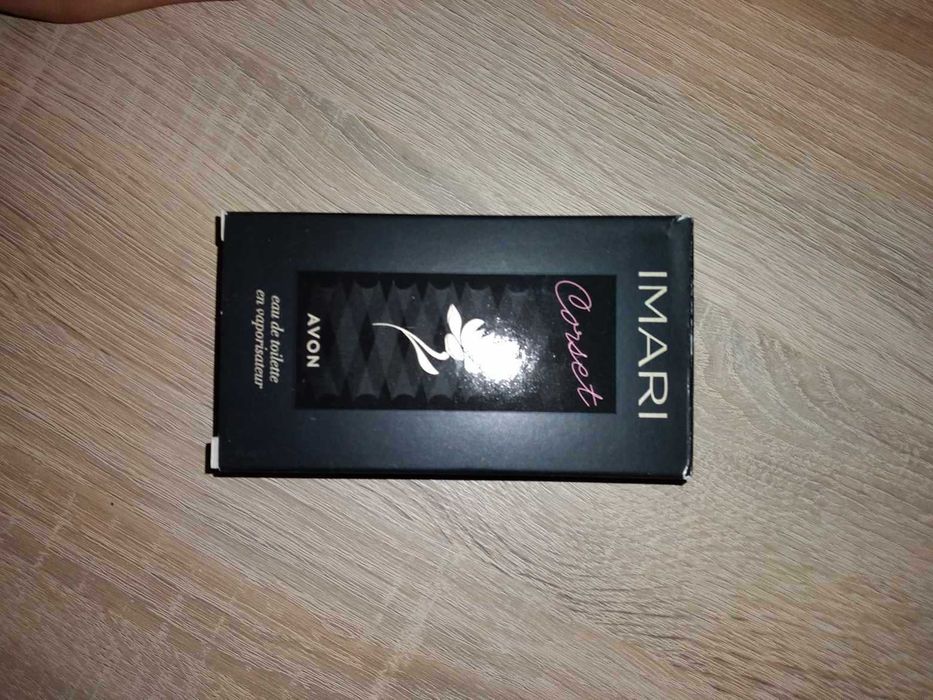 IMARI
Corset
AVON
eau de toilette
en vaporisateur